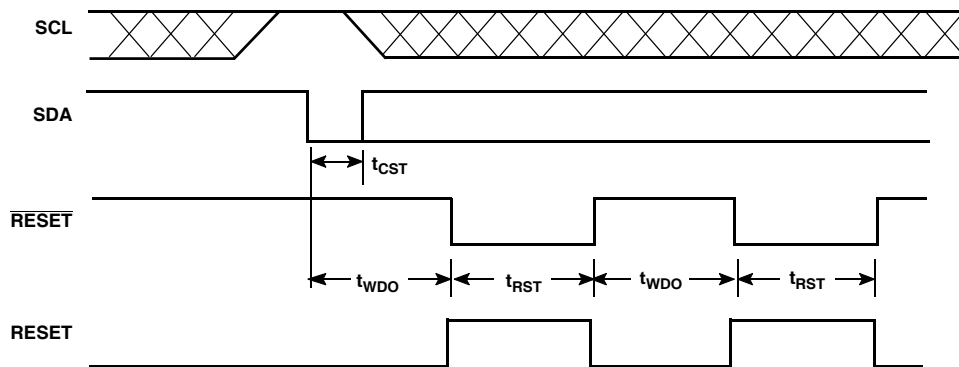 SCL
SDA
tCST
RESET
tWDO tRST tWDO tRST
RESET